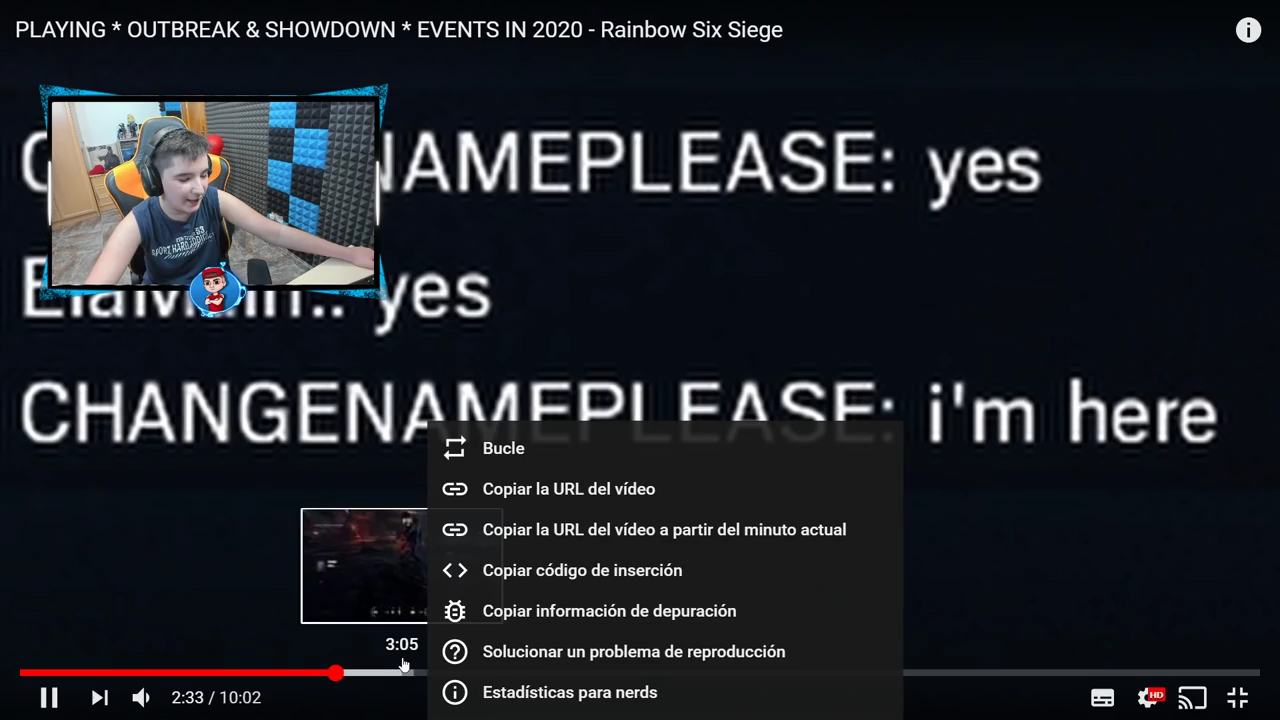 PLAYING * OUTBREAK & SHOWDOWN * EVENTS IN 2020 - Rainbow Six Siege
NAMEPLEASE: yes
yes
CHANGENAMEPLEASE: i'm here
Bucle
Copiar la URL del vídeo
Copiar la URL del vídeo a partir del minuto actual
Copiar código de inserción
Copiar información de depuración
Solucionar un problema de reproducción
Estadísticas para nerds
3:05
2:33 / 10:02
HD